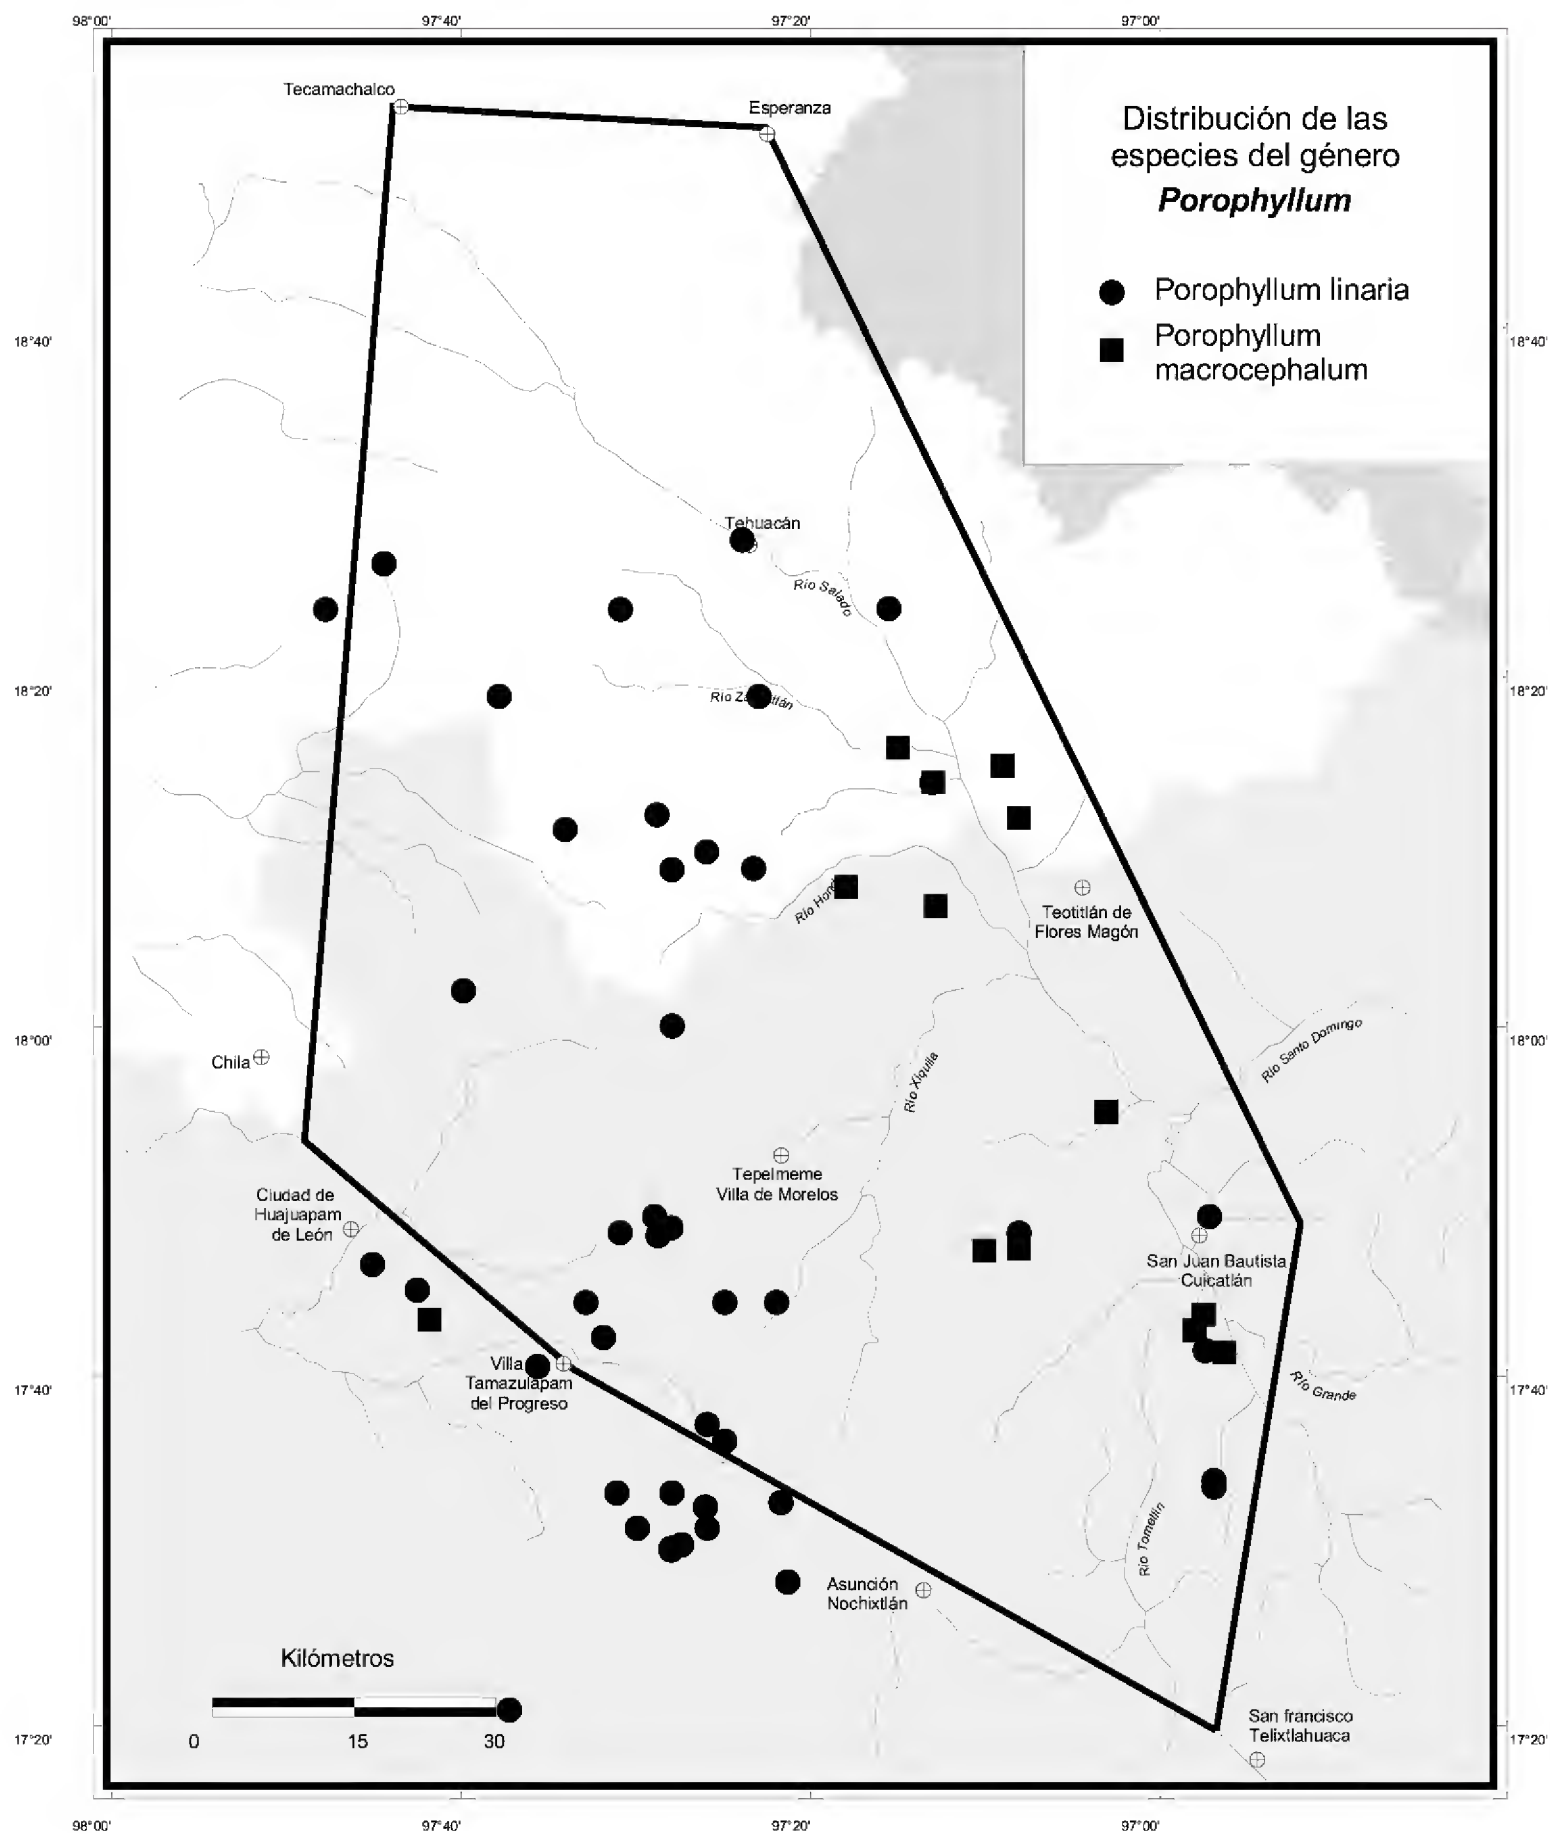 98°00'
97°40'
97°20'
97°00'
Tecamachalco
Esperanza
Distribución de las
especies del género
Porophyllum
Porophyllum linaria
Porophyllum
macrocephalum
18°40'
18°40'
Tehuacán
Río Salado
18°20'
18°20'
Río
Río Hondo
Teotitlán de
Flores Magón
18°00'
18°00'
Chila
Río Xiquila
Río Santo Domingo
Tepelmeme
Villa de Morelos
Ciudad de
Huajuapam
de León
San Juan Bautista
Cuicatlán
Villa
Tamazulapam
del Progreso
17°40'
17°40'
Río Grande
Río Tomellin
Asunción
Nochixtlán
Kilómetros
0
15
30
San francisco
Telixtlahuaca
17°20'
17°20'
98°00'
97°40'
97°20'
97°00'